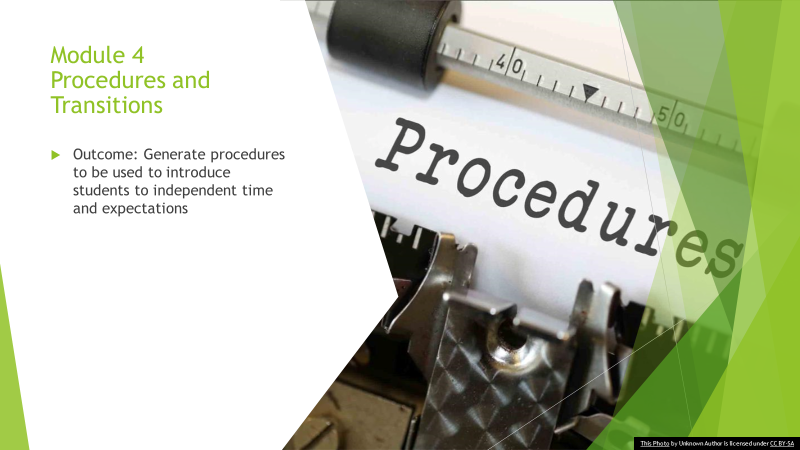 Module 4
Procedures and
Transitions
Outcome: Generate procedures
to be used to introduce
students to independent time
and expectations
40
50
Procedures
This Photo by Unknown Author is licensed under CC BY-SA